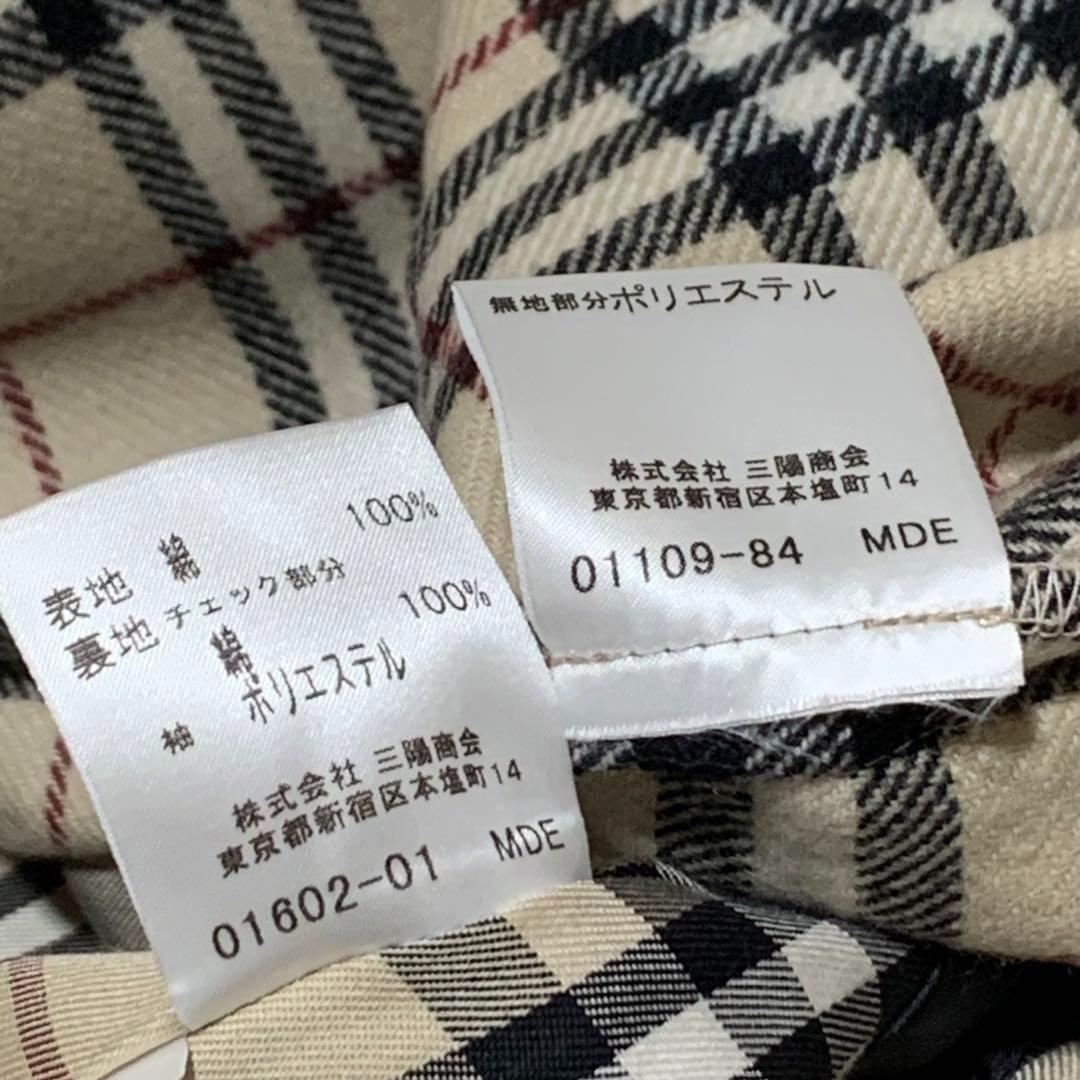 表地 綿 100%
裏地 チェック部分
綿 100%
袖 ポリエステル
株式会社 三陽商会
東京都新宿区本塩町14
01602-01 MDE
無地部分ポリエステル
株式会社 三陽商会
東京都新宿区本塩町14
01109-84 MDE